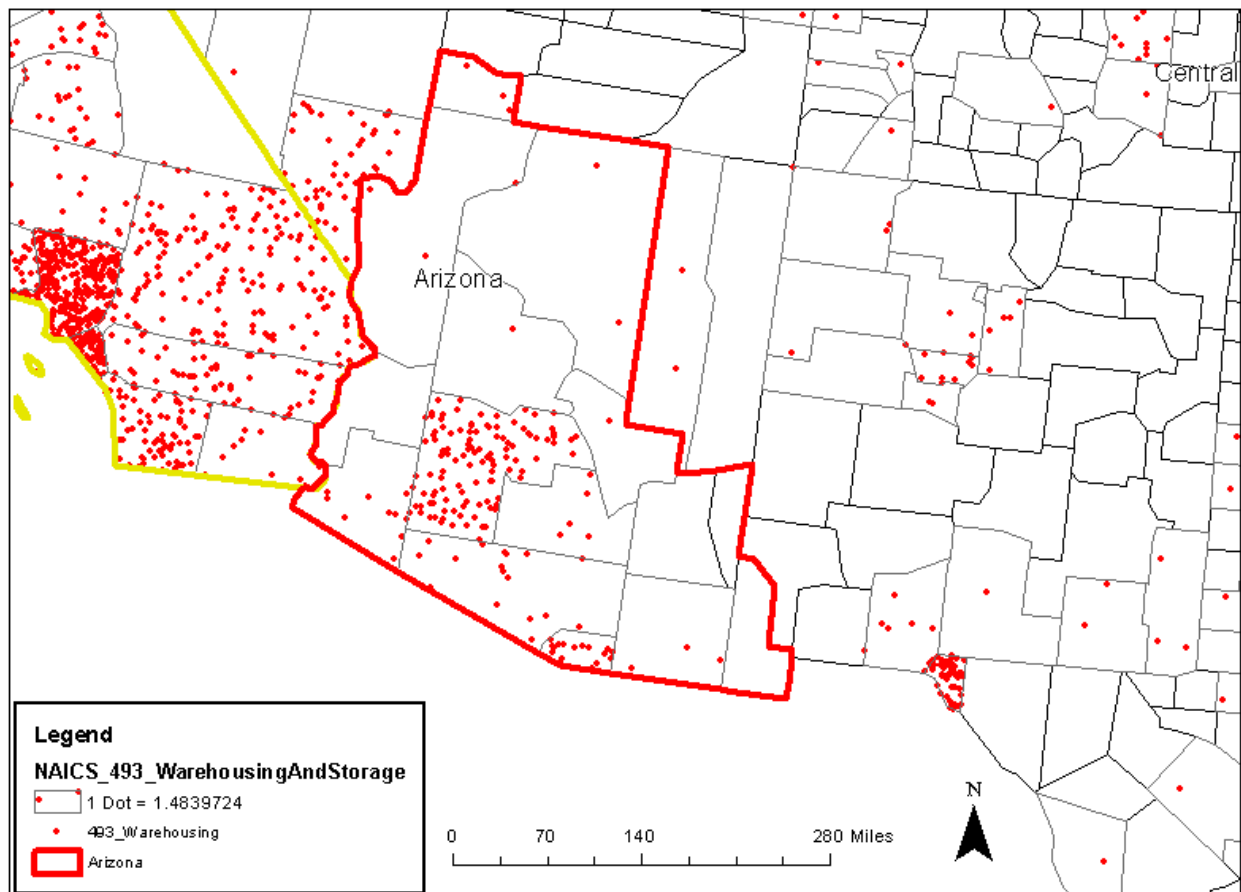 Central
Arizona
Legend
NAICS_493_WarehousingAndStorage
1 Dot = 1.4839724
493_Warehousing
Arizona
N
0 70 140 280 Miles